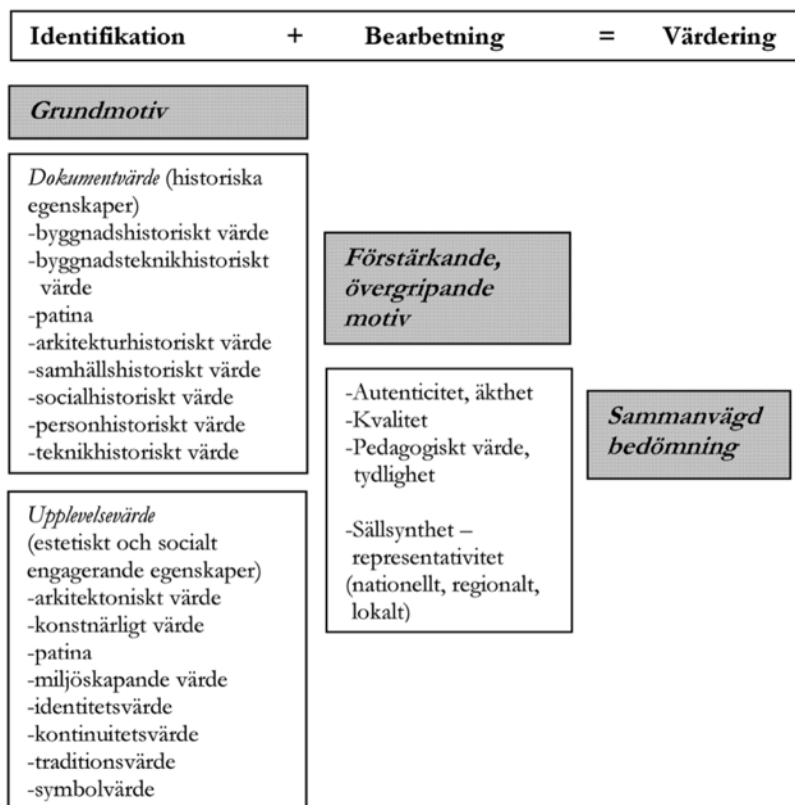 Identifikation + Bearbetning = Värdering
Grundmotiv
Dokumentvärde (historiska
egenskaper)
-byggnadshistoriskt värde
-byggnadsteknikhistoriskt
värde
-patina
-arkitekturhistoriskt värde
-samhällshistoriskt värde
-socialhistoriskt värde
-personhistoriskt värde
-teknikhistoriskt värde
Upplevelsevärde
(estetiskt och socialt
engagerande egenskaper)
-arkitektoniskt värde
-konstnärligt värde
-patina
-miljöskapande värde
-identitetsvärde
-kontinuitetsvärde
-traditionsvärde
-symbolvärde
Förstärkande,
övergripande
motiv
-Autenticitet, äkthet
-Kvalitet
-Pedagogiskt värde,
tydlighet
-Sällsynthet –
representativitet
(nationellt, regionalt,
lokalt)
Sammanvägd
bedömning